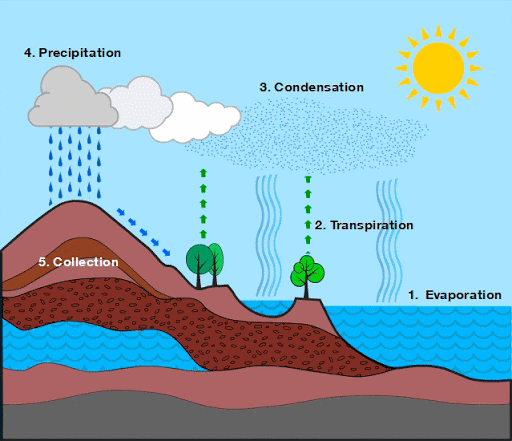 4. Precipitation
3. Condensation
2. Transpiration
5. Collection
1. Evaporation